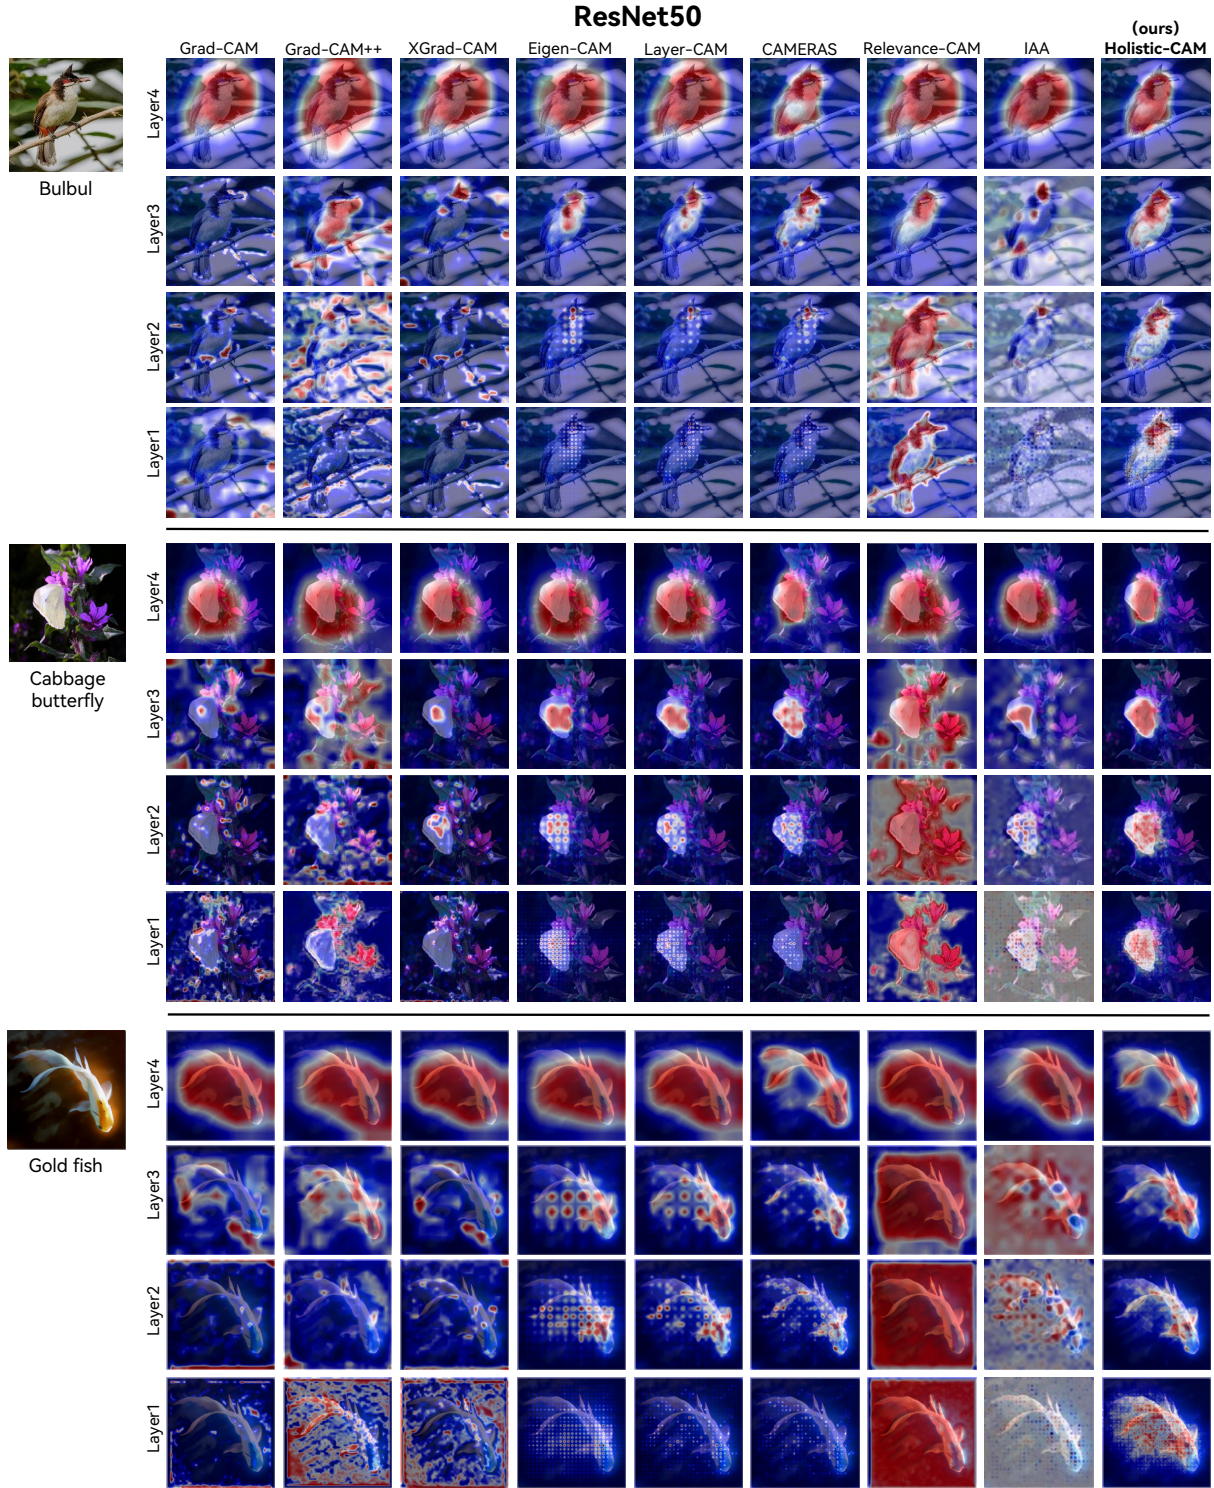 ResNet50
Grad-CAM Grad-CAM++ XGrad-CAM Eigen-CAM Layer-CAM CAMERAS Relevance-CAM IAA (ours) Holistic-CAM
Layer4
Bulbul
Layer3
Layer2
Layer1
Layer4
Cabbage
butterfly
Layer3
Layer2
Layer1
Layer4
Gold fish
Layer3
Layer2
Layer1